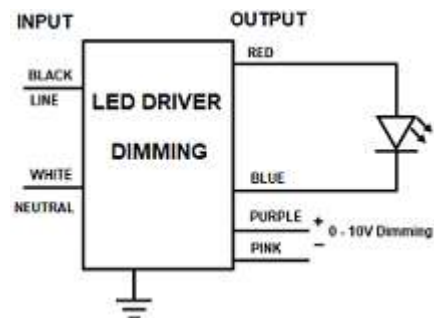 INPUT
OUTPUT
RED
BLACK
LINE
LED DRIVER
DIMMING
WHITE
NEUTRAL
BLUE
PURPLE
+
0 - 10V Dimming
−
PINK